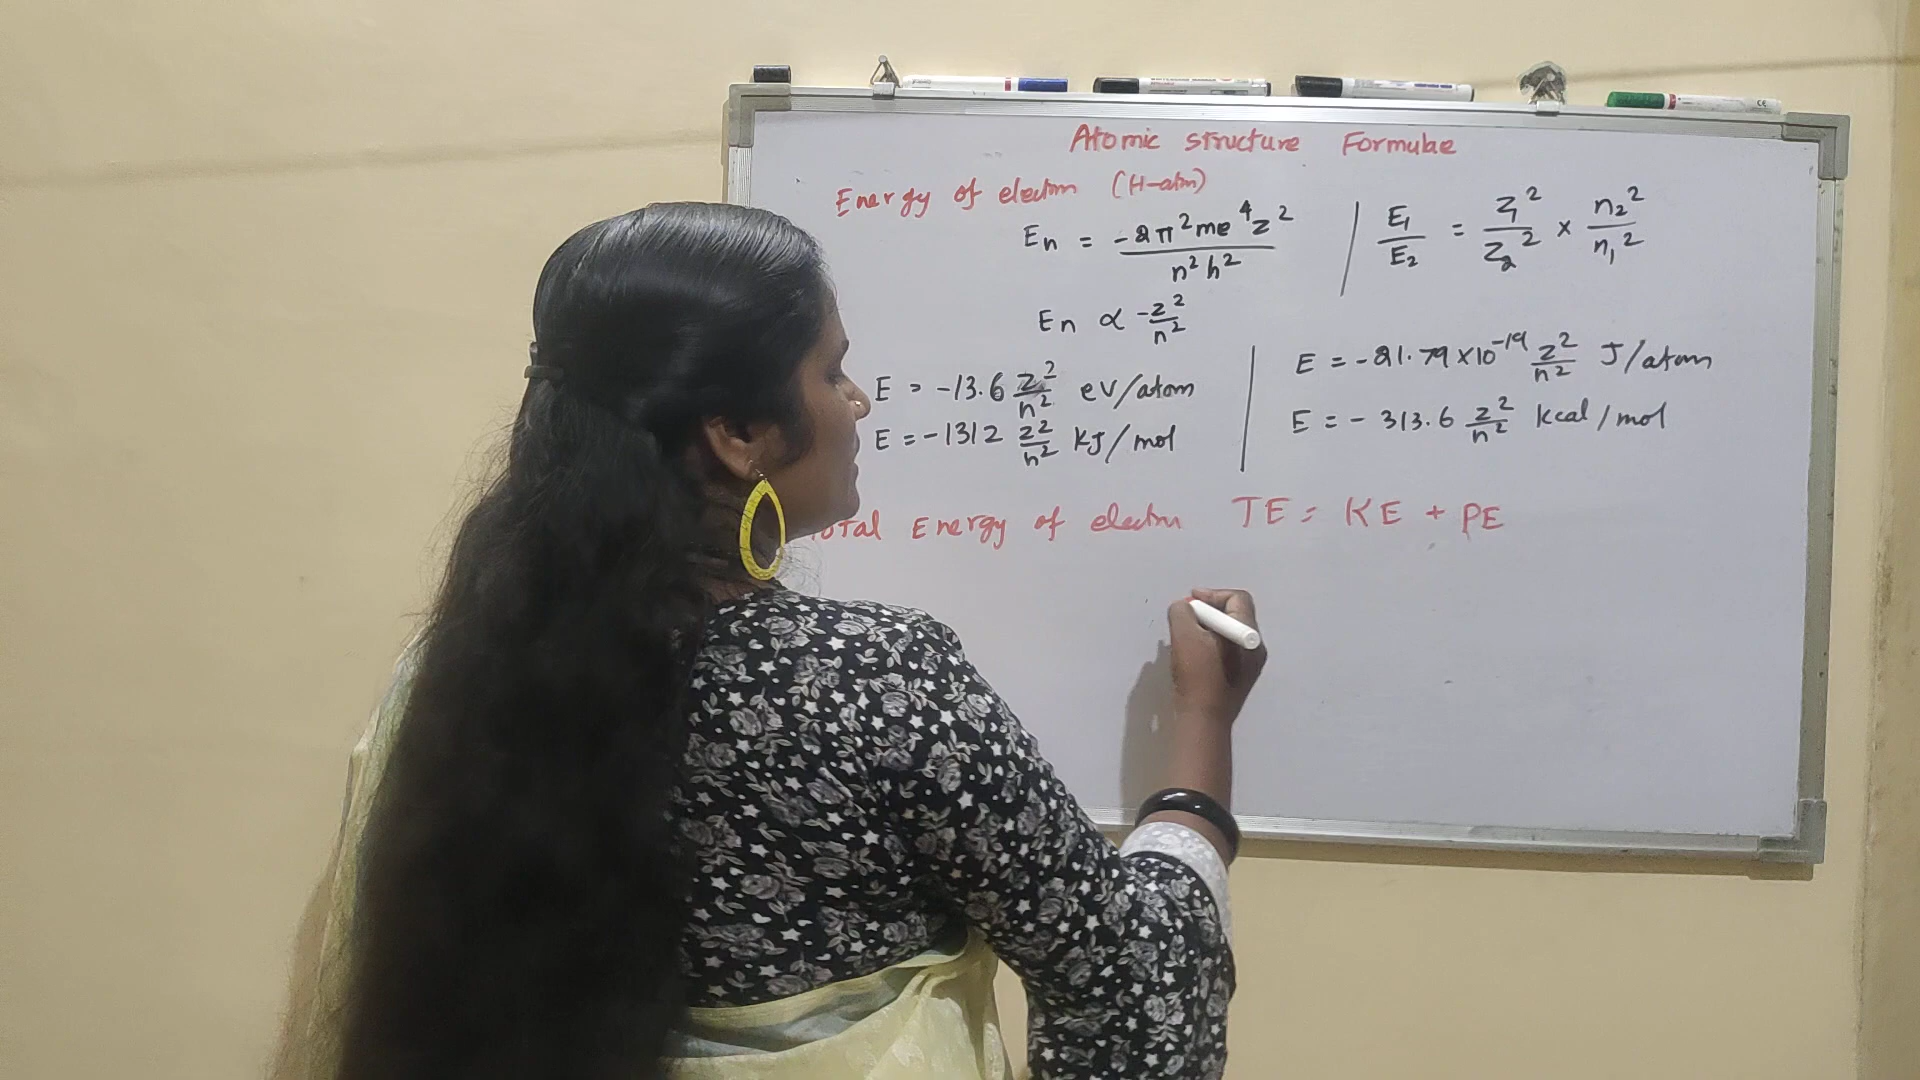 Atomic structure Formulae
Energy of electron (H-atm)
En = -2π²me⁴z² / n²h² | E₁/E₂ = Z₁²/Z₂² × n₂²/n₁²
En ∝ -z²/n²
E = -13.6 z²/n² eV/atom | E = -21.79 × 10⁻¹⁹ z²/n² J/atom
E = -1312 z²/n² KJ/mol | E = - 313.6 z²/n² kcal/mol
Total Energy of electron TE = KE + PE